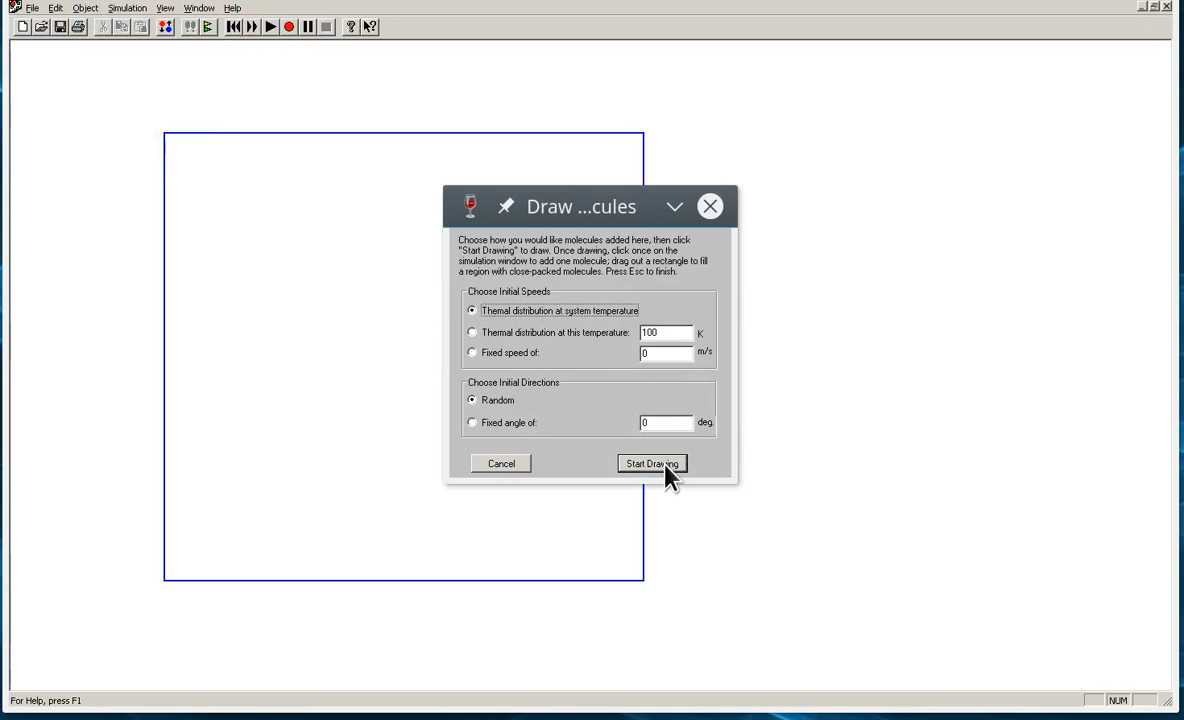 File Edit Object Simulation View Window Help
Draw ...cules
Choose how you would like molecules added here, then click
"Start Drawing" to draw. Once drawing, click once on the
simulation window to add one molecule; drag out a rectangle to fill
a region with close-packed molecules. Press Esc to finish.
Choose Initial Speeds
Themal distribution at system temperature
Thermal distribution at this temperature: 100 K
Fixed speed of: 0 m/s
Choose Initial Directions
Random
Fixed angle of: 0 deg.
Cancel Start Drawing
For Help, press F1 NUM